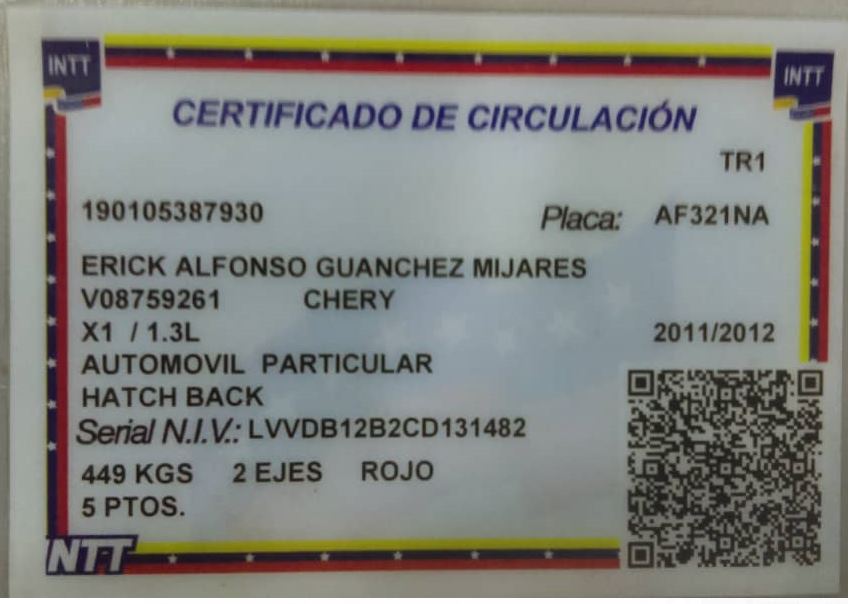 INTT
INTT
CERTIFICADO DE CIRCULACIÓN
TR1
190105387930 Placa: AF321NA
ERICK ALFONSO GUANCHEZ MIJARES
V08759261 CHERY
X1 / 1.3L 2011/2012
AUTOMOVIL PARTICULAR
HATCH BACK
Serial N.I.V.: LVVDB12B2CD131482
449 KGS 2 EJES ROJO
5 PTOS.
INTT